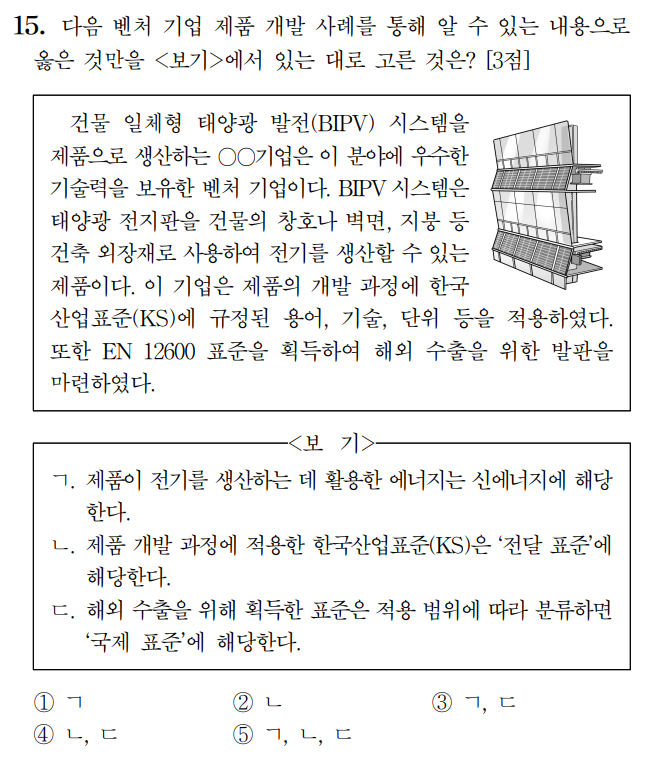 15. 다음 벤처 기업 제품 개발 사례를 통해 알 수 있는 내용으로
옳은 것만을 <보기>에서 있는 대로 고른 것은? [3점]
건물 일체형 태양광 발전(BIPV) 시스템을
제품으로 생산하는 ○○기업은 이 분야에 우수한
기술력을 보유한 벤처 기업이다. BIPV 시스템은
태양광 전지판을 건물의 창호나 벽면, 지붕 등
건축 외장재로 사용하여 전기를 생산할 수 있는
제품이다. 이 기업은 제품의 개발 과정에 한국
산업표준(KS)에 규정된 용어, 기술, 단위 등을 적용하였다.
또한 EN 12600 표준을 획득하여 해외 수출을 위한 발판을
마련하였다.
<보 기>
ㄱ. 제품이 전기를 생산하는 데 활용한 에너지는 신에너지에 해당
한다.
ㄴ. 제품 개발 과정에 적용한 한국산업표준(KS)은 ‘전달 표준’에
해당한다.
ㄷ. 해외 수출을 위해 획득한 표준은 적용 범위에 따라 분류하면
‘국제 표준’에 해당한다.
① ㄱ ② ㄴ ③ ㄱ, ㄷ
④ ㄴ, ㄷ ⑤ ㄱ, ㄴ, ㄷ